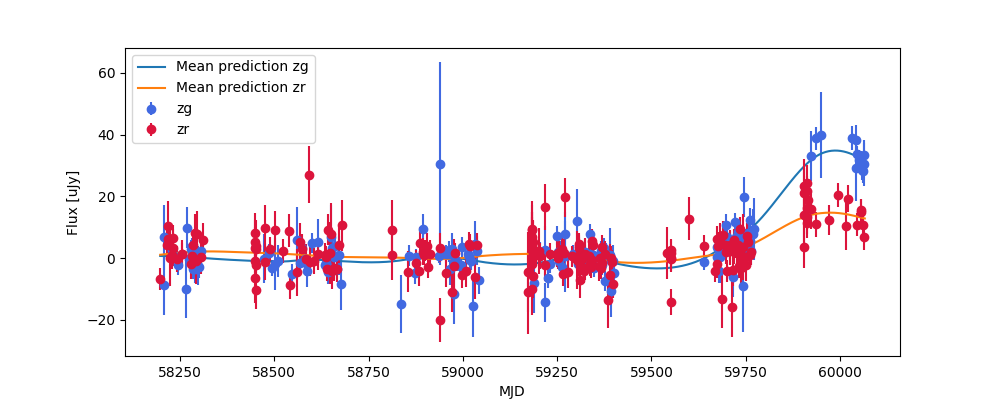 Mean prediction zg
Mean prediction zr
zg
zr
60
40
20
0
−20
Flux [uJy]
58250 58500 58750 59000 59250 59500 59750 60000
MJD